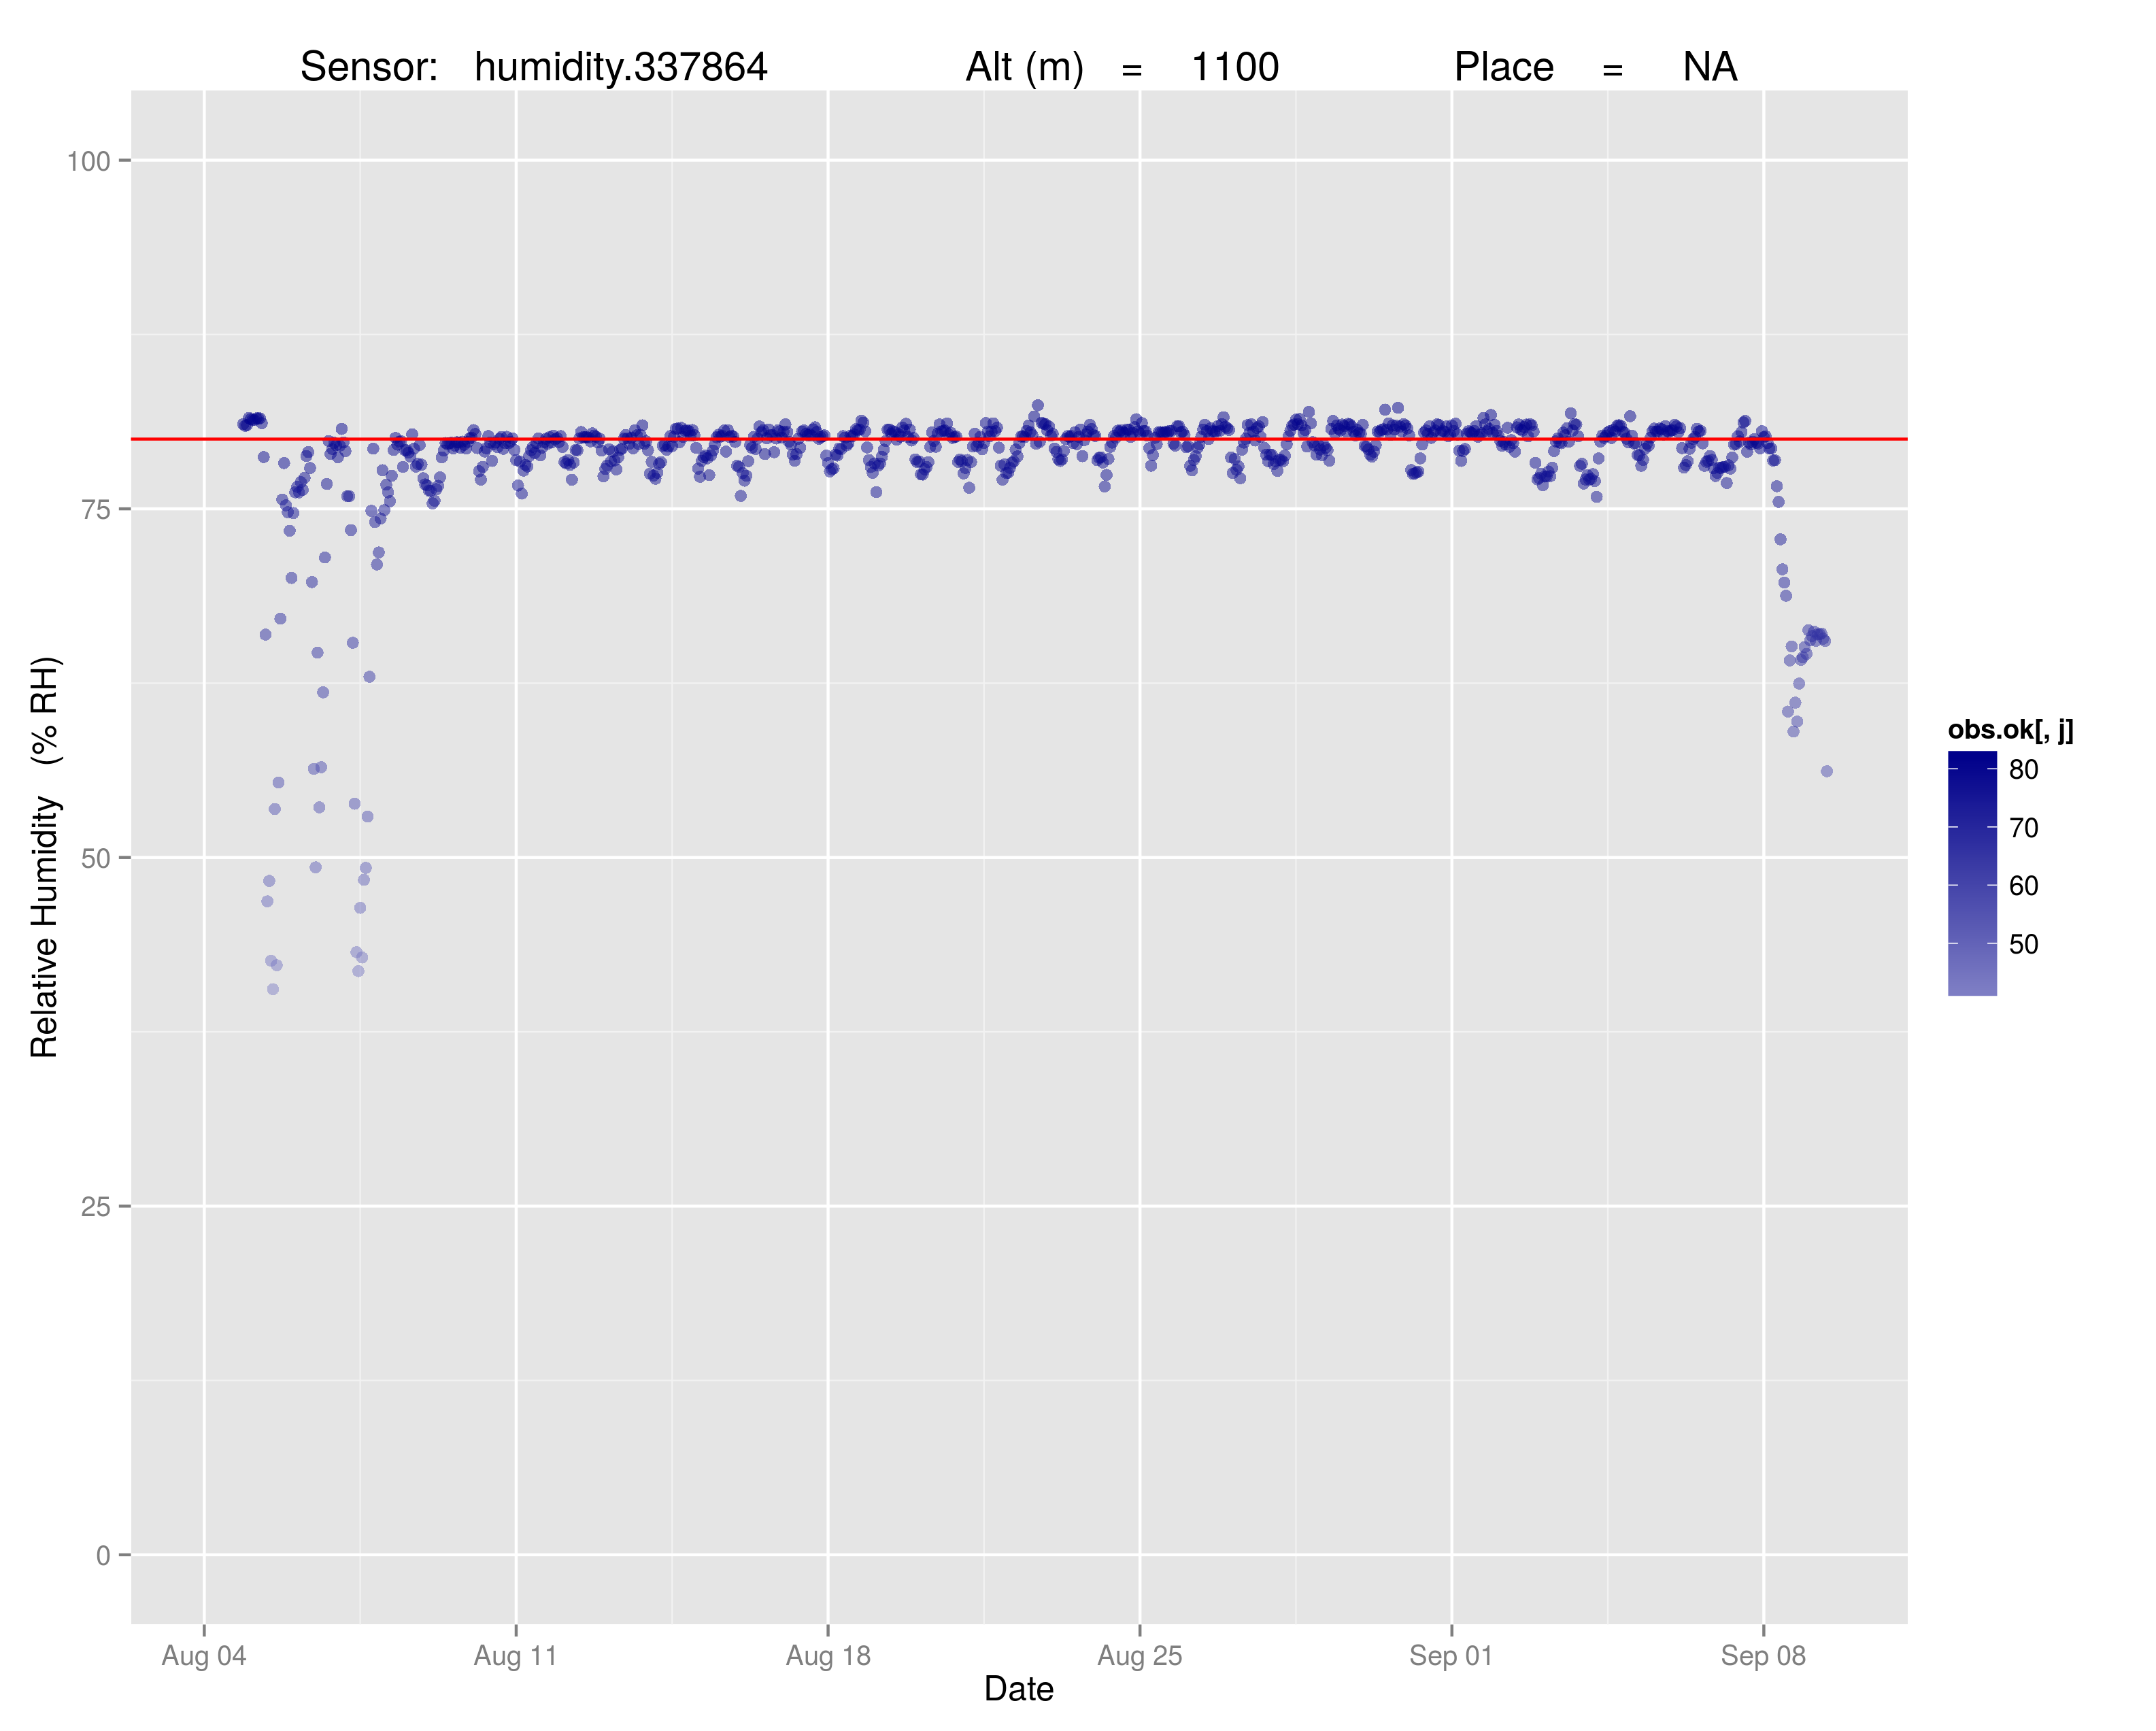 Sensor: humidity.337864 Alt (m) = 1100 Place = NA
100
75
50
25
0
Relative Humidity (% RH)
Aug 04 Aug 11 Aug 18 Aug 25 Sep 01 Sep 08
Date
obs.ok[, j]
80
70
60
50